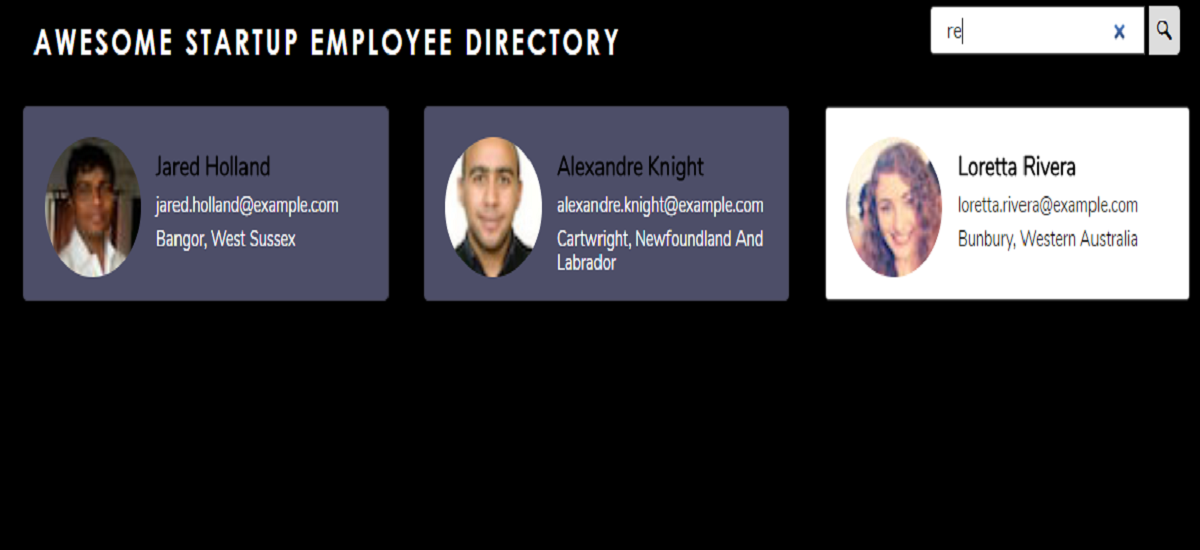 AWESOME STARTUP EMPLOYEE DIRECTORY
re
x
Jared Holland
jared.holland@example.com
Bangor, West Sussex
Alexandre Knight
alexandre.knight@example.com
Cartwright, Newfoundland And
Labrador
Loretta Rivera
loretta.rivera@example.com
Bunbury, Western Australia